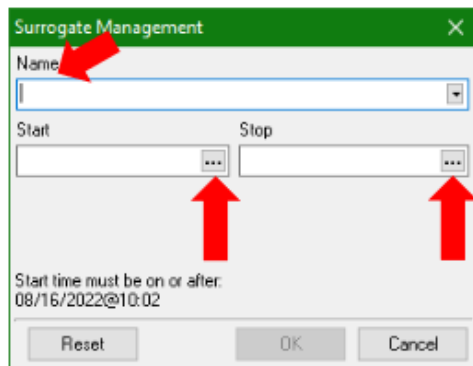 Surrogate Management
Name
Start Stop
... ...
Start time must be on or after:
08/16/2022@10:02
Reset OK Cancel